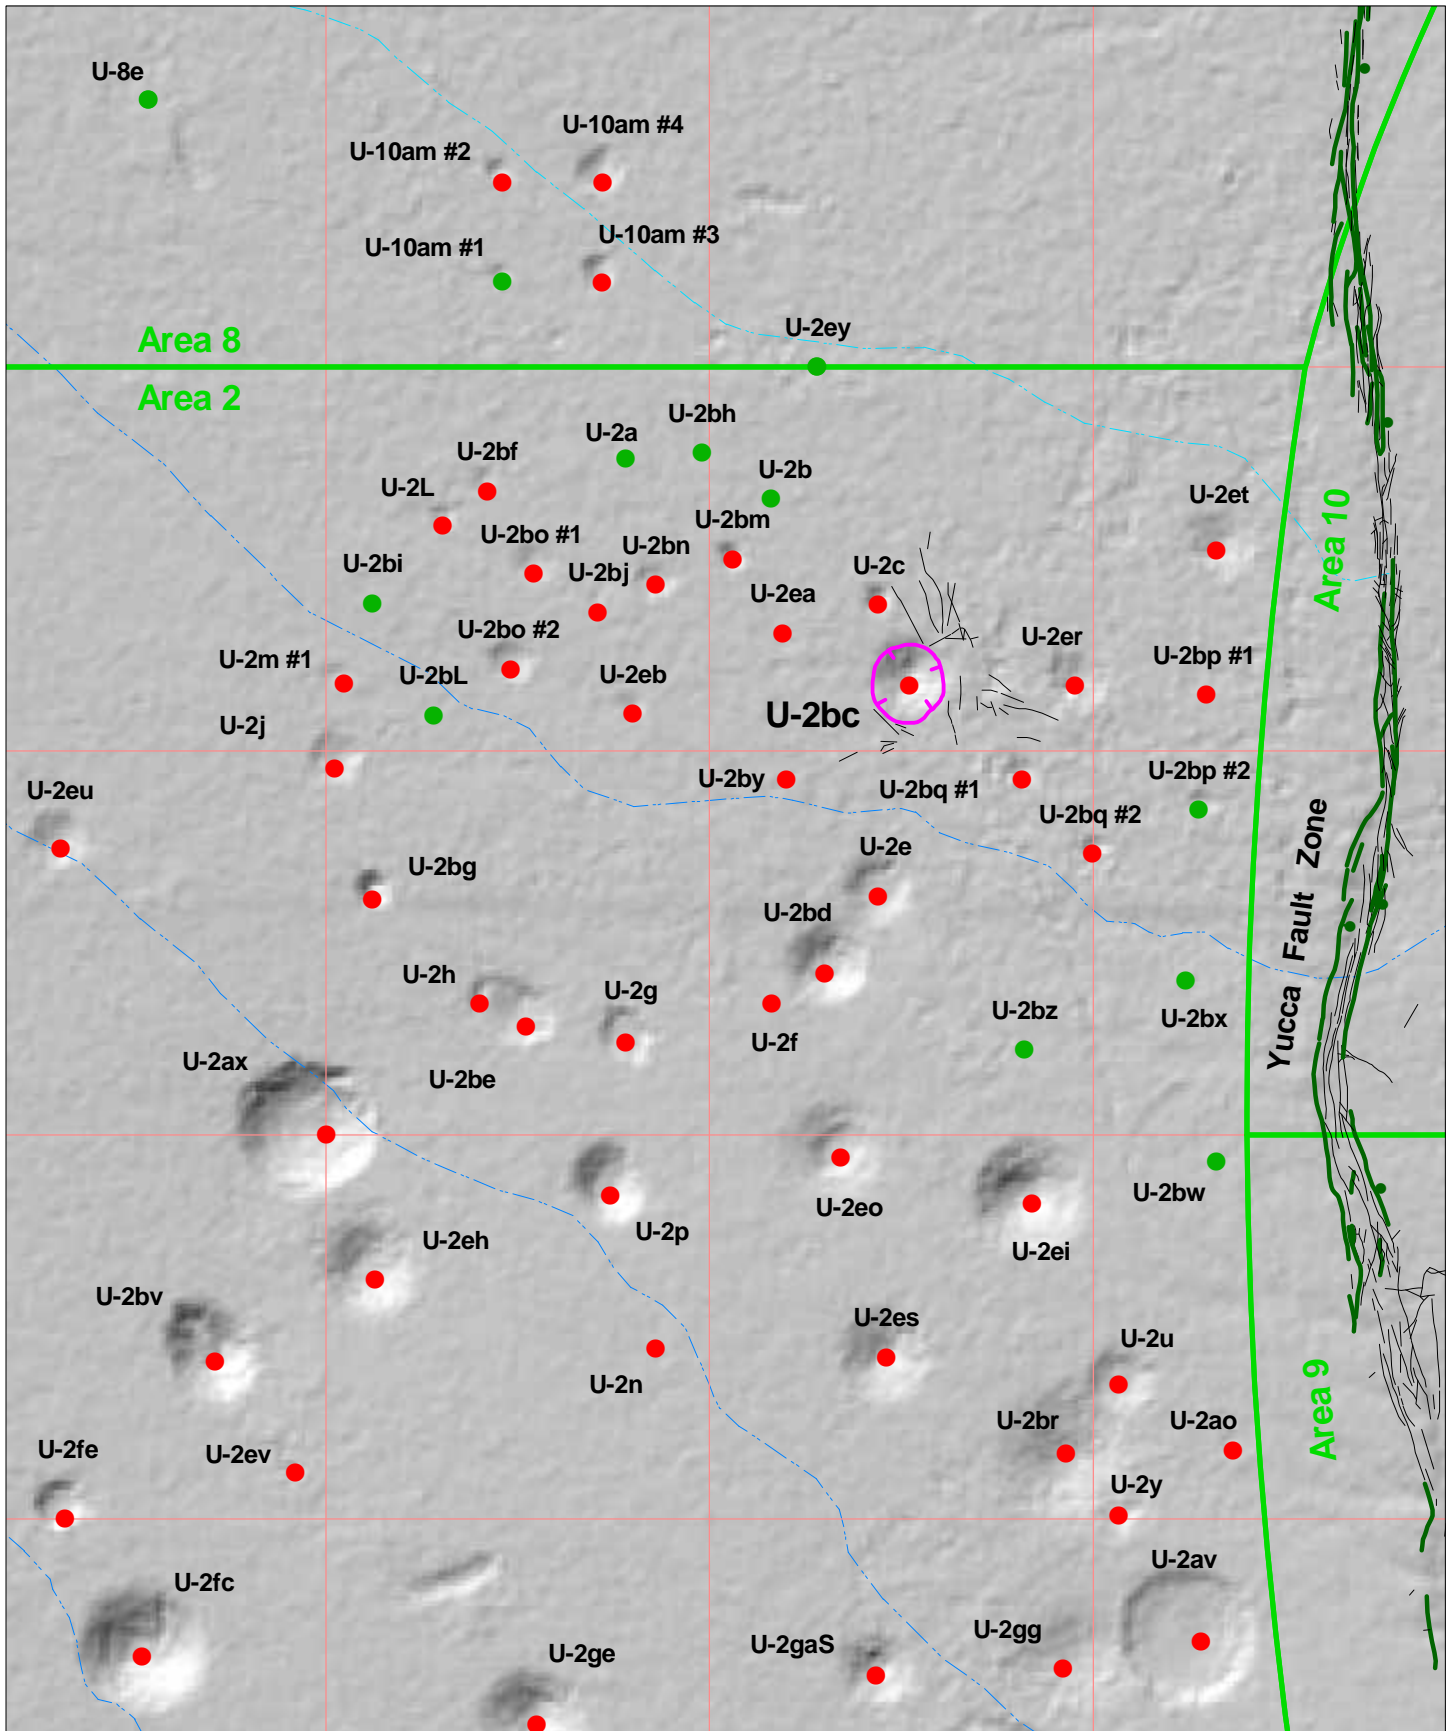 U-8e
U-10am #4
U-10am #2
U-10am #3
U-10am #1
U-2ey
Area 8
Area 2
U-2bh
U-2a
U-2bf
U-2b
U-2L
U-2et
U-2bm
U-2bo #1
U-2bn
Area 10
U-2bi
U-2bj
U-2c
U-2ea
U-2bo #2
U-2er
U-2m #1
U-2bL
U-2eb
U-2bp #1
U-2bc
U-2j
U-2by
U-2bq #1
U-2bp #2
U-2eu
U-2bq #2
U-2e
U-2bg
Yucca Fault Zone
U-2bd
U-2h
U-2g
U-2f
U-2bz
U-2bx
U-2ax
U-2be
U-2bw
U-2eo
U-2p
U-2eh
U-2ei
U-2bv
U-2es
U-2u
U-2n
Area 9
U-2br
U-2ao
U-2fe
U-2ev
U-2y
U-2av
U-2fc
U-2ge
U-2gaS
U-2gg